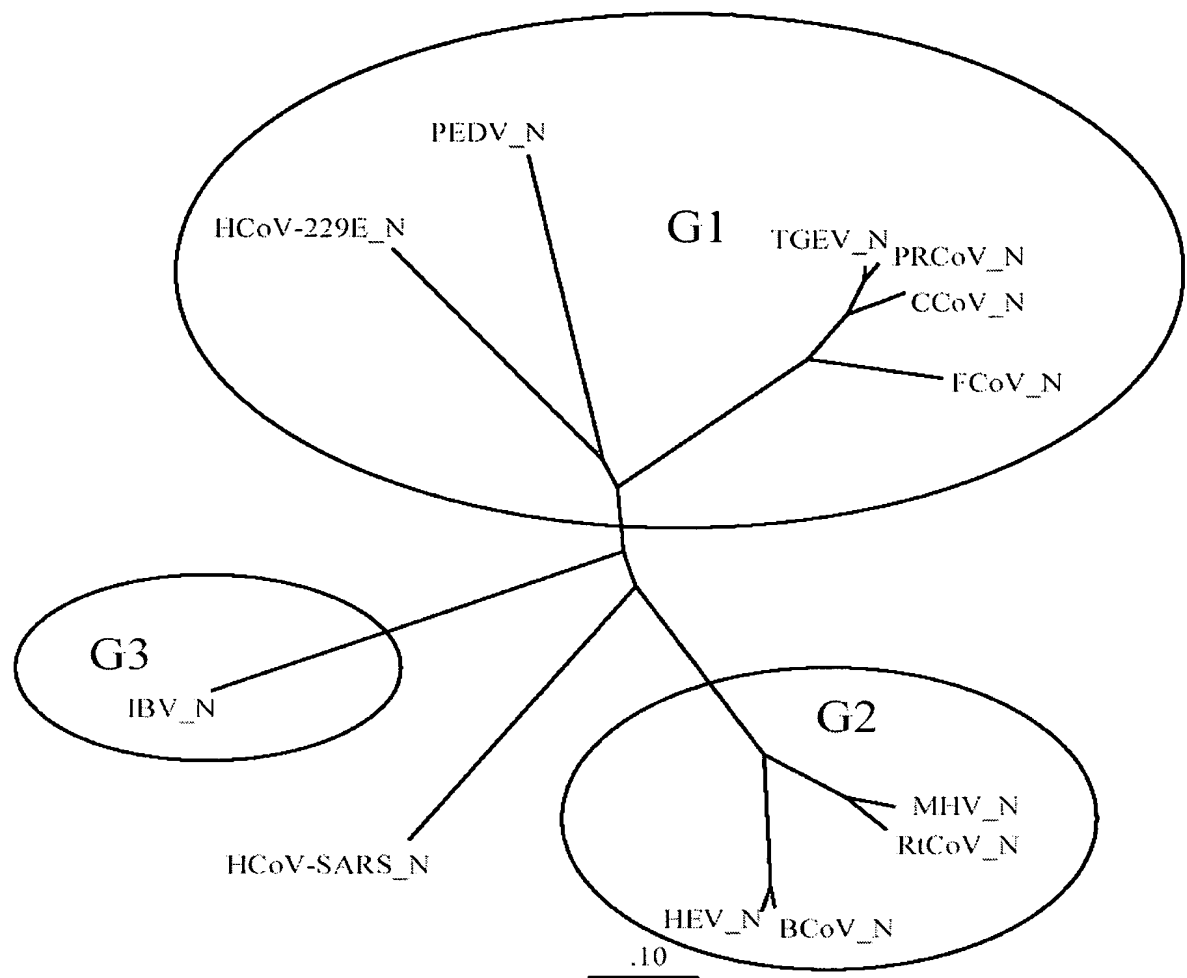 PEDV_N
HCoV-229E_N
G1
TGEV_N
PRCoV_N
CCoV_N
FCoV_N
G3
IBV_N
G2
MHV_N
RtCoV_N
HCoV-SARS_N
HEV_N
BCoV_N
.10